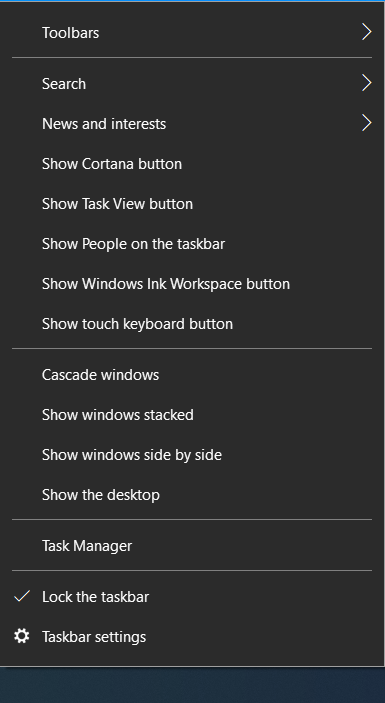 Toolbars
Search
News and interests
Show Cortana button
Show Task View button
Show People on the taskbar
Show Windows Ink Workspace button
Show touch keyboard button
Cascade windows
Show windows stacked
Show windows side by side
Show the desktop
Task Manager
Lock the taskbar
Taskbar settings